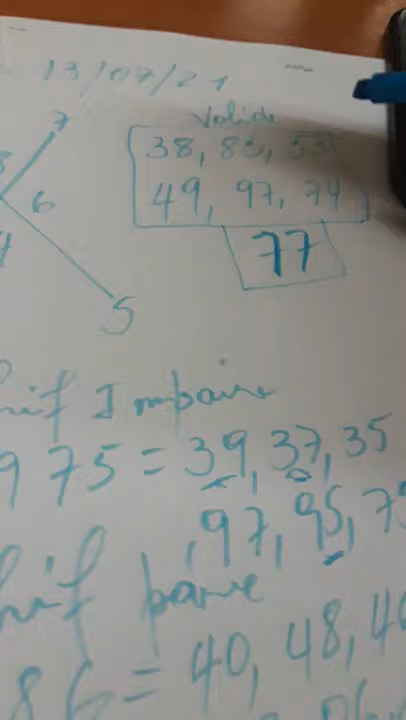 13/07/21
7
Valide
38, 85, 53
6
49, 97, 74
77
5
Impaire
975 = 39, 37, 35
, 97, 95, 7
paire
86 = 40, 48, 4